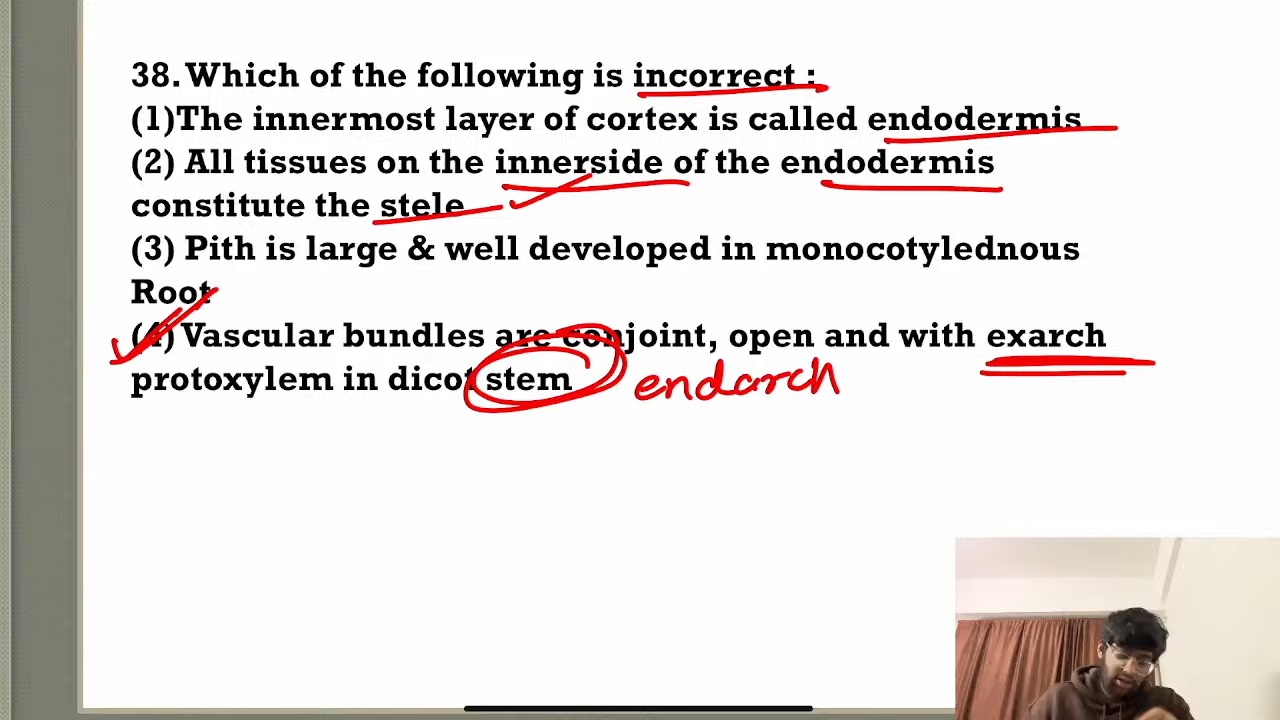 38. Which of the following is incorrect :
(1)The innermost layer of cortex is called endodermis
(2) All tissues on the innerside of the endodermis
constitute the stele
(3) Pith is large & well developed in monocotylednous
Root
(4) Vascular bundles are conjoint, open and with exarch
protoxylem in dicot stem endarch